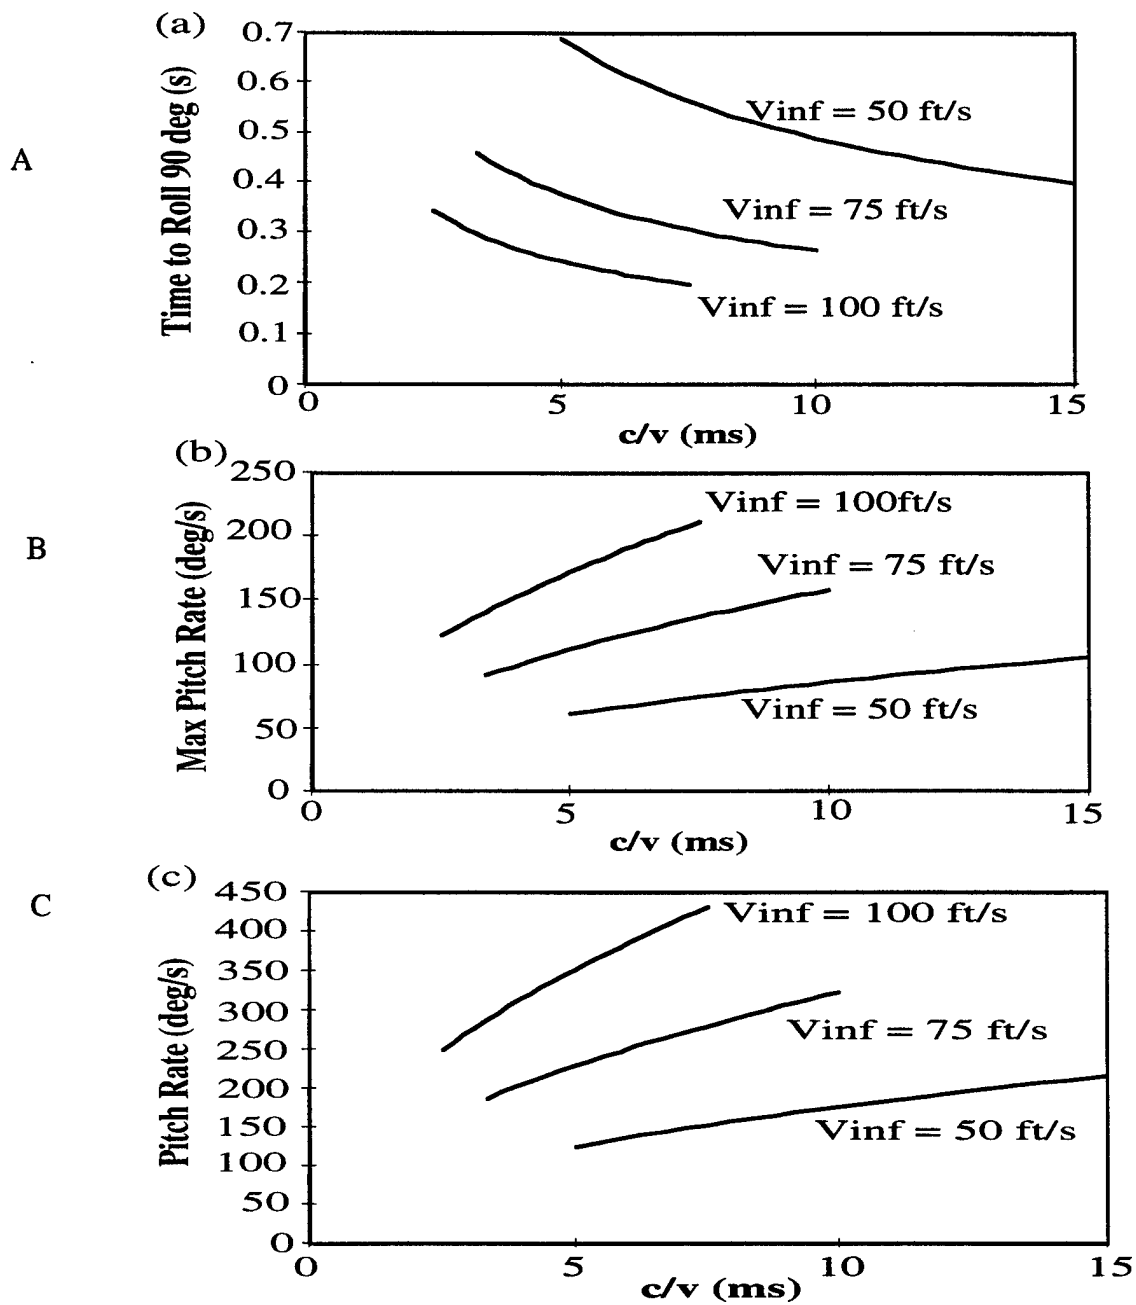 (a)
A
Time to Roll 90 deg (s)
0.7
0.6
0.5
0.4
0.3
0.2
0.1
0
Vinf = 50 ft/s
Vinf = 75 ft/s
Vinf = 100 ft/s
0 5 10 15
c/v (ms)
(b)
B
Max Pitch Rate (deg/s)
250
200
150
100
50
0
Vinf = 100ft/s
Vinf = 75 ft/s
Vinf = 50 ft/s
0 5 10 15
c/v (ms)
(c)
C
Pitch Rate (deg/s)
450
400
350
300
250
200
150
100
50
0
Vinf = 100 ft/s
Vinf = 75 ft/s
Vinf = 50 ft/s
0 5 10 15
c/v (ms)